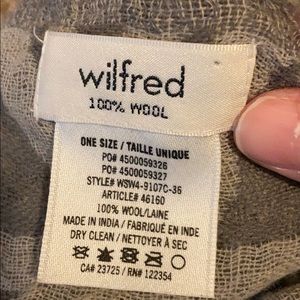 wilfred
100% WOOL
ONE SIZE / TAILLE UNIQUE
PO# 4500059326
PO# 4500059327
STYLE# WSW4-9107C-36
ARTICLE# 46160
100% WOOL/LAINE
MADE IN INDIA / FABRIQUÉ EN INDE
DRY CLEAN / NETTOYER À SEC
CA# 23725 / RN# 122354